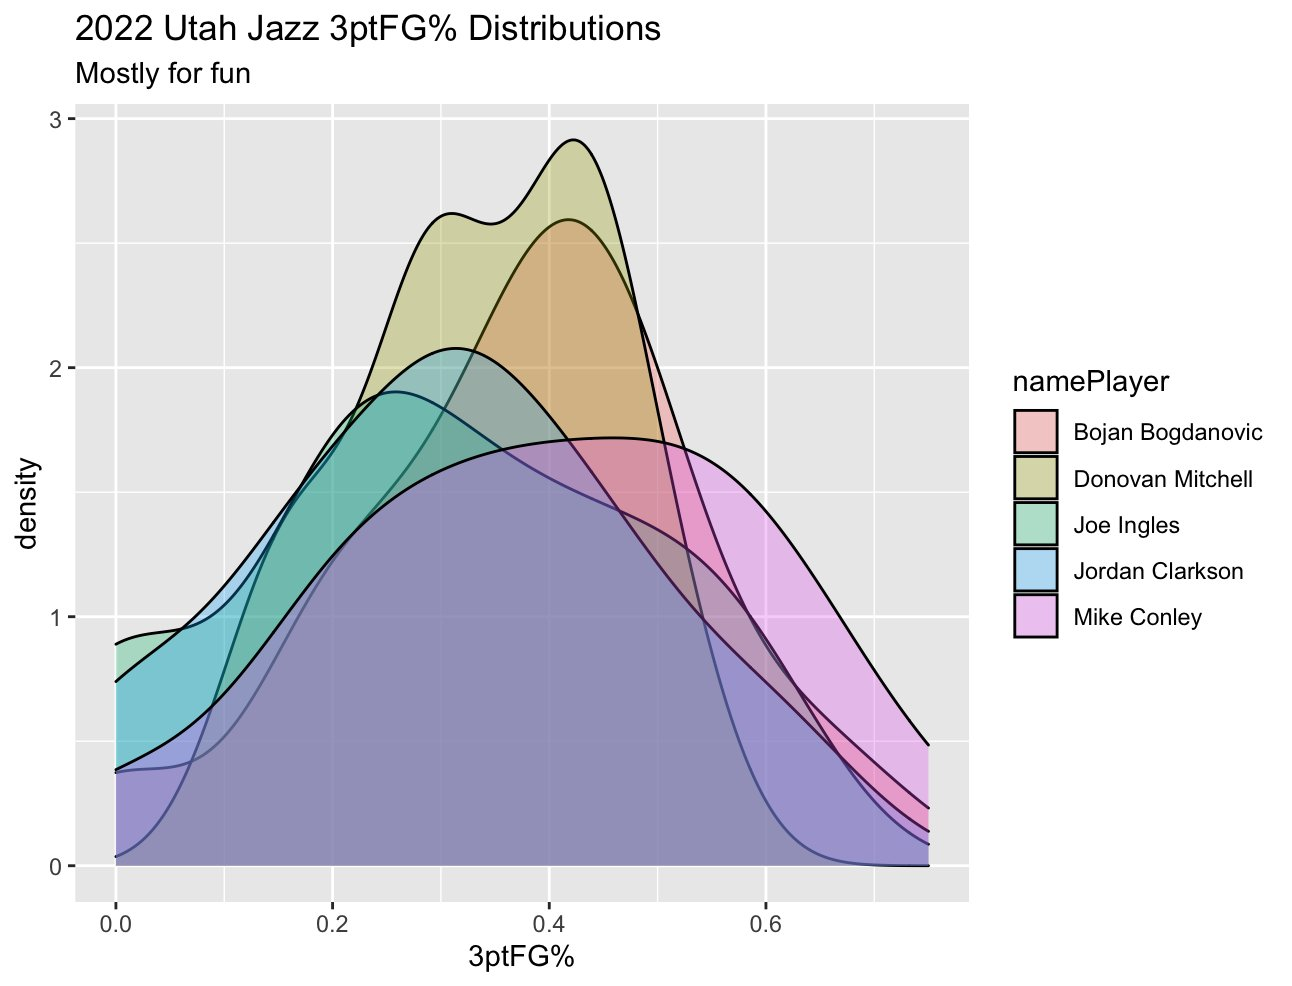 2022 Utah Jazz 3ptFG% Distributions
Mostly for fun
3
2
1
0
density
0.0 0.2 0.4 0.6
3ptFG%
namePlayer
Bojan Bogdanovic
Donovan Mitchell
Joe Ingles
Jordan Clarkson
Mike Conley